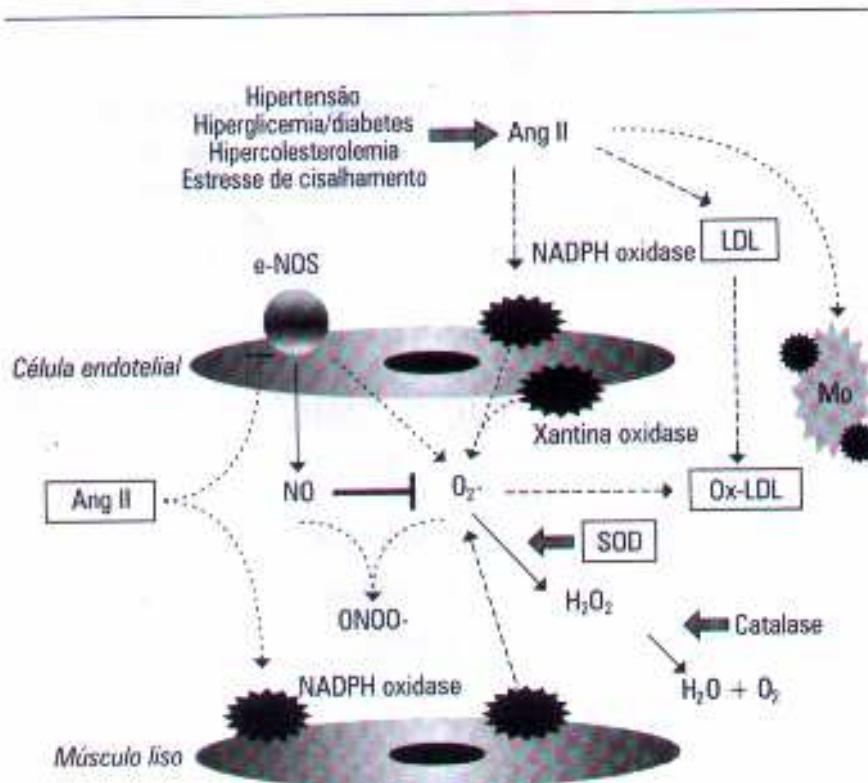 Hipertensão
Hiperglicemia/diabetes
Hipercolesterolemia
Estresse de cisalhamento
Ang II
LDL
NADPH oxidase
e-NOS
Célula endotelial
Mo
Xantina oxidase
Ang II
NO
O₂-
Ox-LDL
SOD
H₂O₂
ONOO-
Catalase
NADPH oxidase
H₂O + O₂
Músculo liso